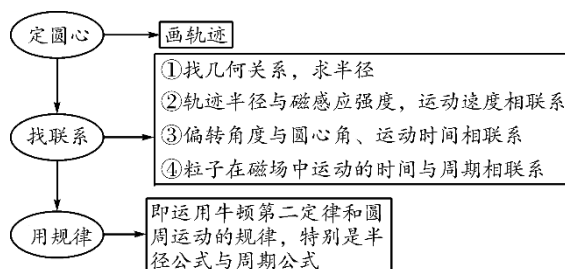 定圆心
画轨迹
①找几何关系，求半径
②轨迹半径与磁感应强度，运动速度相联系
找联系
③偏转角度与圆心角、运动时间相联系
④粒子在磁场中运动的时间与周期相联系
用规律
即运用牛顿第二定律和圆
周运动的规律，特别是半
径公式与周期公式